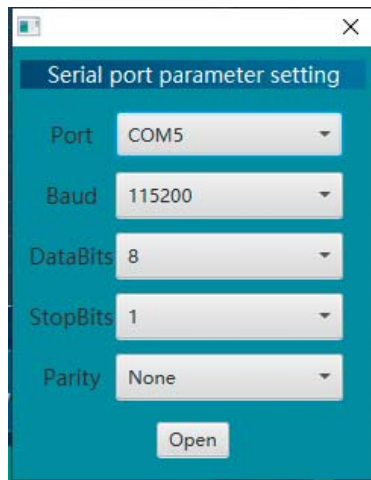 Serial port parameter setting
Port COM5
Baud 115200
DataBits 8
StopBits 1
Parity None
Open